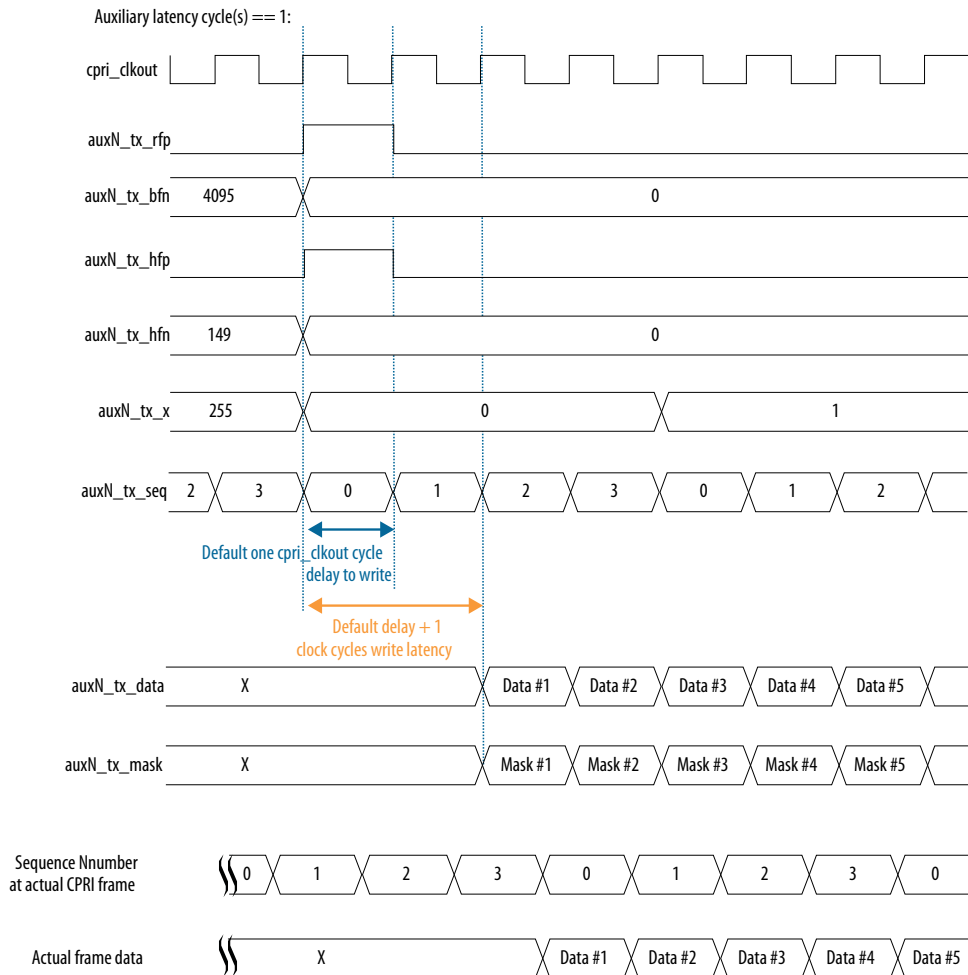 Auxiliary latency cycle(s) == 1:
cpri_clkout
auxN_tx_rfp
auxN_tx_bfn 4095 0
auxN_tx_hfp
auxN_tx_hfn 149 0
auxN_tx_x 255 0 1
auxN_tx_seq 2 3 0 1 2 3 0 1 2
Default one cpri_clkout cycle
delay to write
Default delay + 1
clock cycles write latency
auxN_tx_data X Data #1 Data #2 Data #3 Data #4 Data #5
auxN_tx_mask X Mask #1 Mask #2 Mask #3 Mask #4 Mask #5
Sequence Nnumber
at actual CPRI frame
0 1 2 3 0 1 2 3 0
Actual frame data X Data #1 Data #2 Data #3 Data #4 Data #5